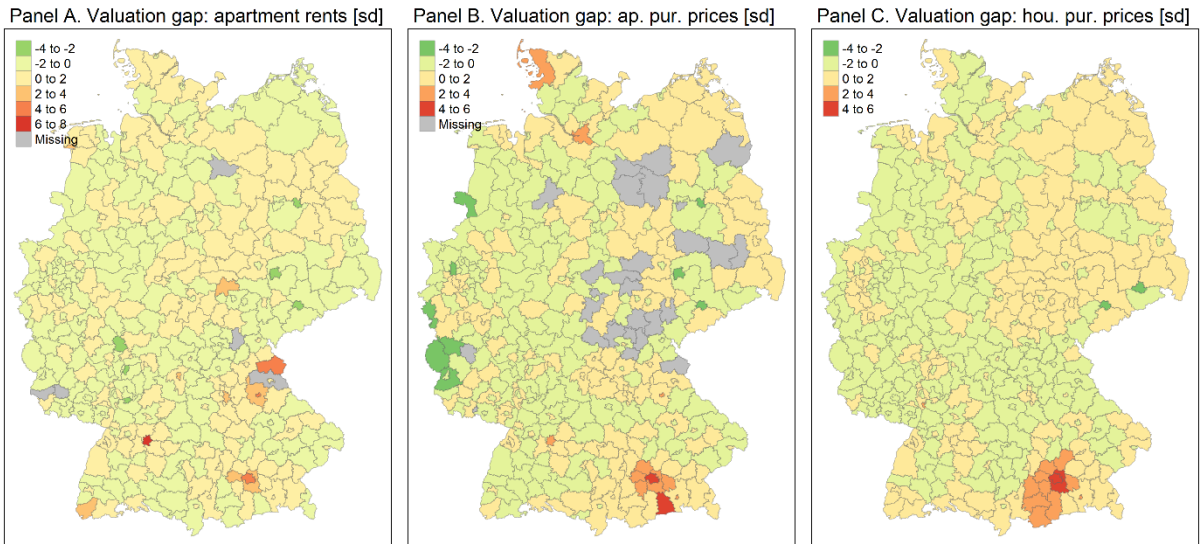 Panel A. Valuation gap: apartment rents [sd]
-4 to -2
-2 to 0
0 to 2
2 to 4
4 to 6
6 to 8
Missing
Panel B. Valuation gap: ap. pur. prices [sd]
-4 to -2
-2 to 0
0 to 2
2 to 4
4 to 6
Missing
Panel C. Valuation gap: hou. pur. prices [sd]
-4 to -2
-2 to 0
0 to 2
2 to 4
4 to 6